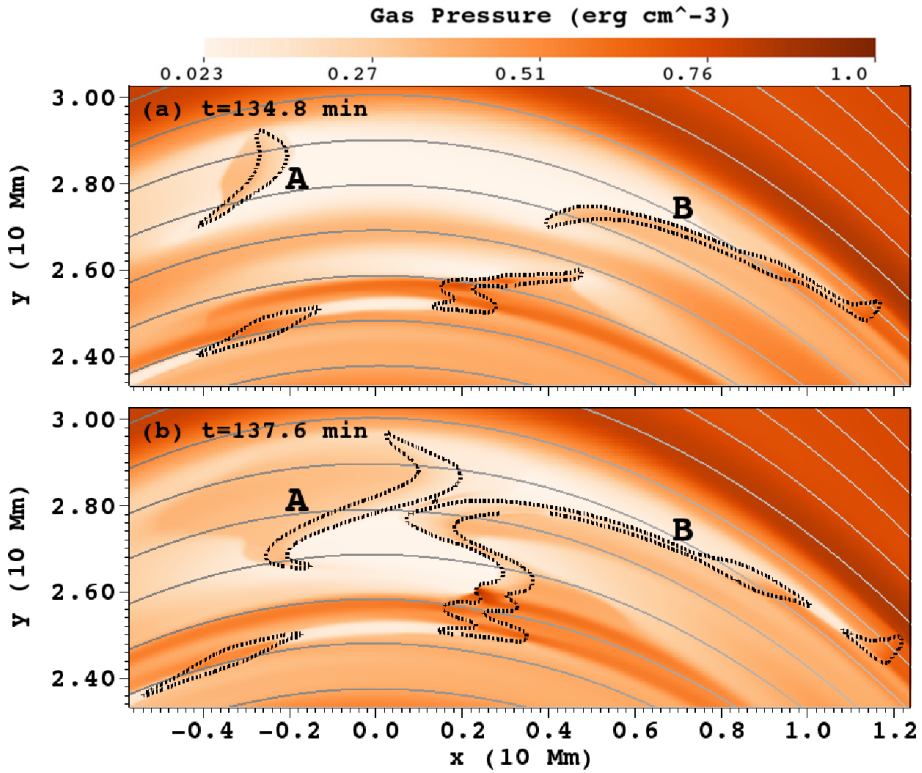 Gas Pressure (erg cm^-3)
0.023 0.27 0.51 0.76 1.0
(a) t=134.8 min
3.00
2.80
2.60
2.40
y (10 Mm)
A
B
(b) t=137.6 min
3.00
2.80
2.60
2.40
y (10 Mm)
A
B
-0.4 -0.2 0.0 0.2 0.4 0.6 0.8 1.0 1.2
x (10 Mm)